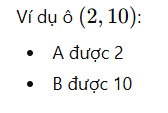 Ví dụ ô (2, 10):
• A được 2
• B được 10